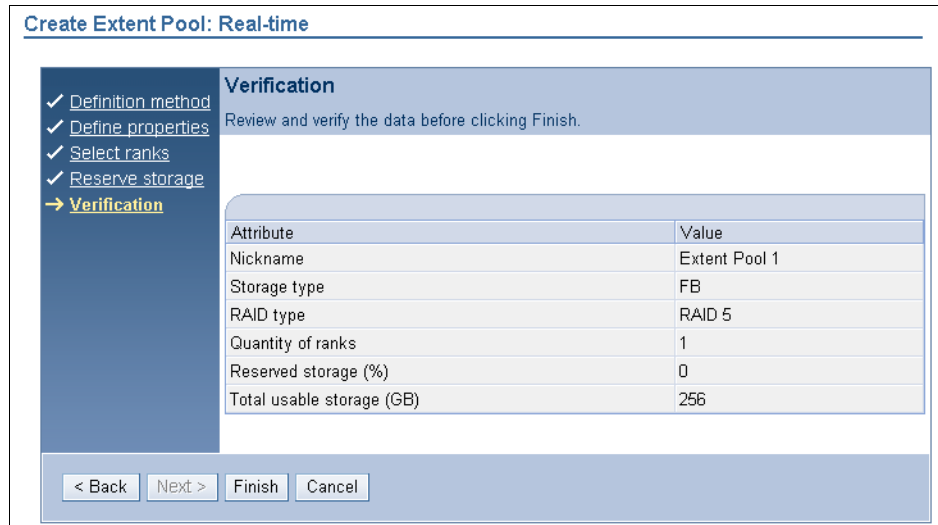 Create Extent Pool: Real-time
Definition method
Define properties
Select ranks
Reserve storage
Verification
Verification
Review and verify the data before clicking Finish.
Attribute Value
Nickname Extent Pool 1
Storage type FB
RAID type RAID 5
Quantity of ranks 1
Reserved storage (%) 0
Total usable storage (GB) 256
< Back Next > Finish Cancel